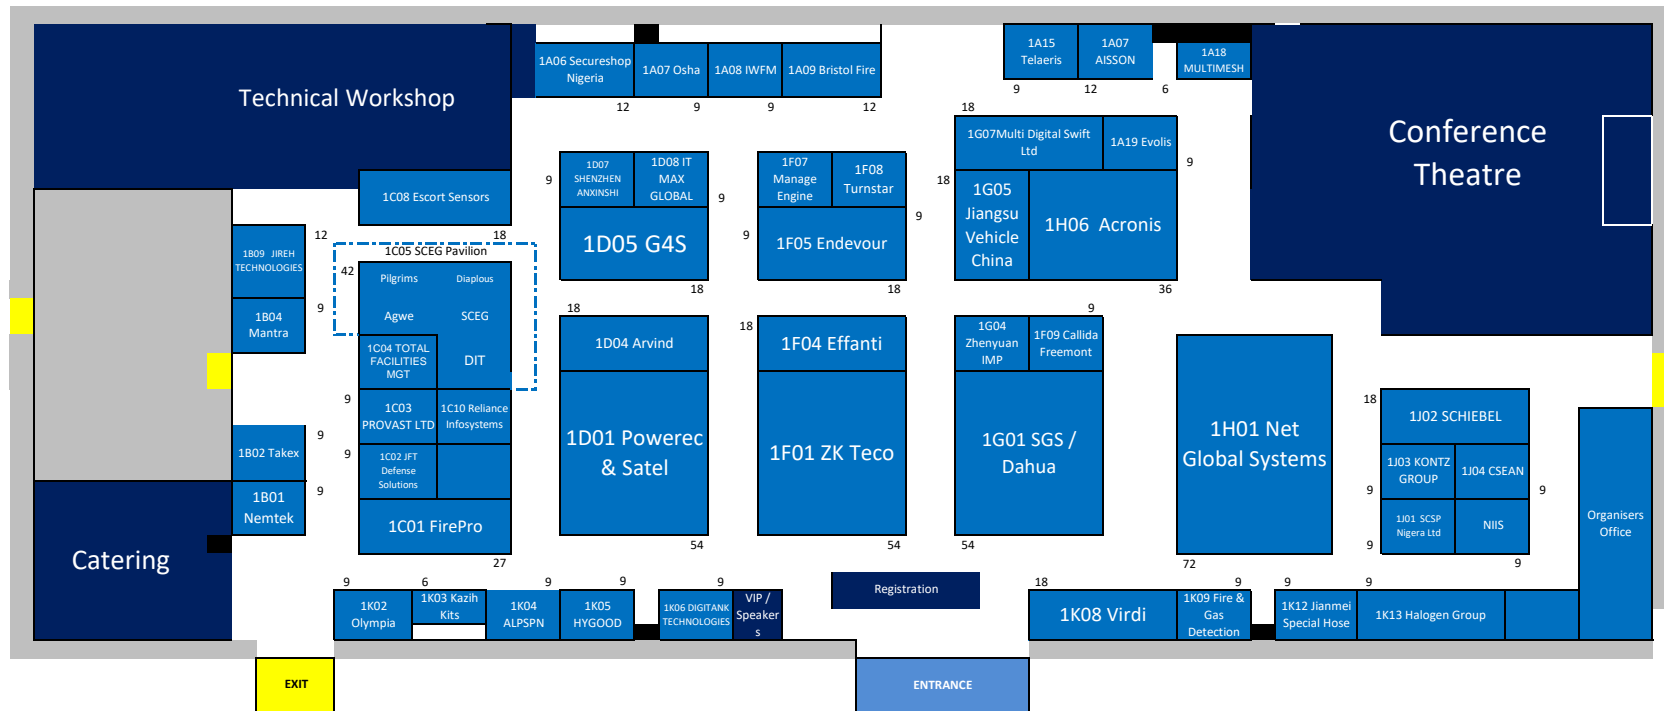 Technical Workshop
1A06 Secureshop
Nigeria
1A07 Osha
1A08 IWFM
1A09 Bristol Fire
12
9
9
12
1A15
Telaeris
1A07
AISSON
1A18
MULTIMESH
9
12
6
Conference
Theatre
18
1G07Multi Digital Swift
Ltd
1A19 Evolis
9
18
1G05
Jiangsu
Vehicle
China
1H06  Acronis
36
1C08 Escort Sensors
18
9
1D07
SHENZHEN
ANXINSHI
1D08 IT
MAX
GLOBAL
9
1D05 G4S
18
1F07
Manage
Engine
1F08
Turnstar
9
9
1F05 Endevour
18
1B09  JIREH
TECHNOLOGIES
12
1B04
Mantra
9
1C05 SCEG Pavilion
42
Pilgrims
Diaplous
Agwe
SCEG
1C04 TOTAL
FACILITIES
MGT
DIT
9
1C03
PROVAST LTD
1C10 Reliance
Infosystems
9
1C02 JFT
Defense
Solutions
1C01 FirePro
27
1B02 Takex
9
1B01
Nemtek
9
18
1D04 Arvind
1D01 Powerec
& Satel
54
18
1F04 Effanti
1F01 ZK Teco
54
9
1G04
Zhenyuan
IMP
1F09 Callida
Freemont
1G01 SGS /
Dahua
54
1H01 Net
Global Systems
72
18
1J02 SCHIEBEL
1J03 KONTZ
GROUP
1J04 CSEAN
9
9
1J01  SCSP
Nigera Ltd
NIIS
9
9
Organisers
Office
Catering
9
6
9
9
9
1K02
Olympia
1K03 Kazih
Kits
1K04
ALPSPN
1K05
HYGOOD
1K06 DIGITANK
TECHNOLOGIES
VIP /
Speaker
s
Registration
18
9
9
9
1K08 Virdi
1K09 Fire &
Gas
Detection
1K12 Jianmei
Special Hose
1K13 Halogen Group
EXIT
ENTRANCE